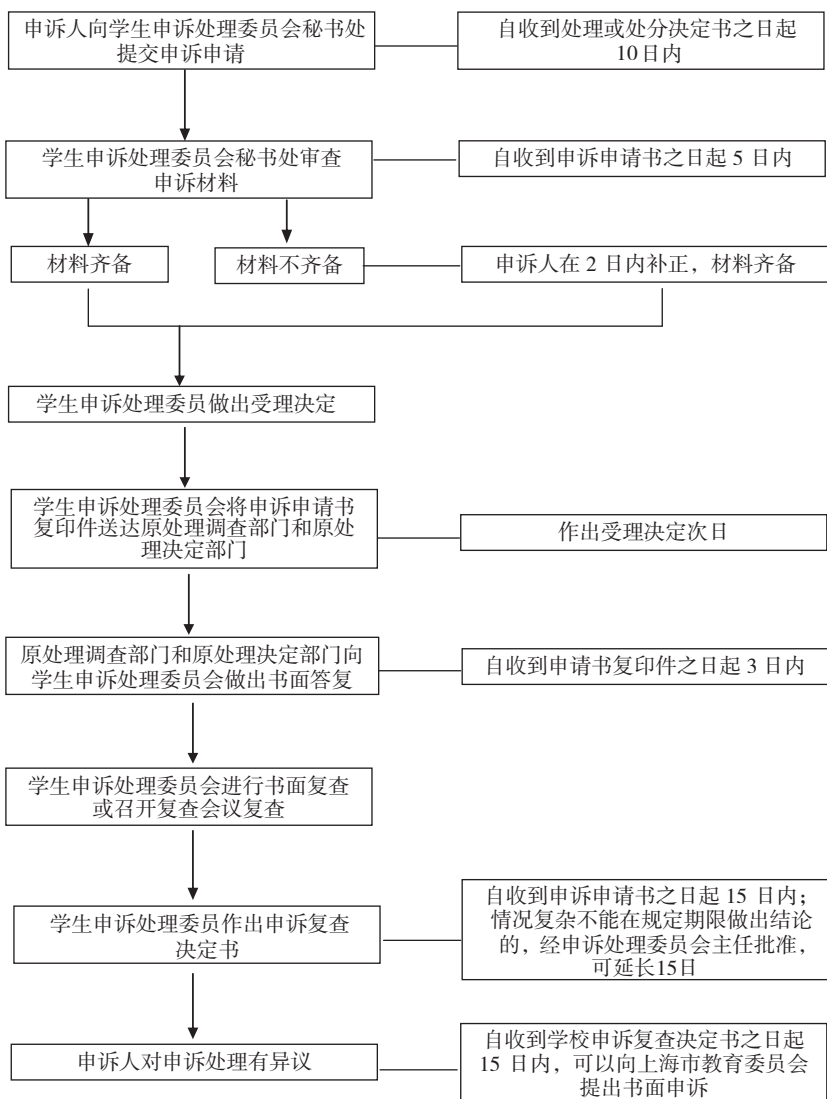 申诉人向学生申诉处理委员会秘书处
提交申诉申请
自收到处理或处分决定书之日起
10日内
学生申诉处理委员会秘书处审查
申诉材料
自收到申诉申请书之日起 5 日内
材料齐备
材料不齐备
申诉人在 2 日内补正，材料齐备
学生申诉处理委员做出受理决定
学生申诉处理委员会将申诉申请书
复印件送达原处理调查部门和原处
理决定部门
作出受理决定次日
原处理调查部门和原处理决定部门向
学生申诉处理委员会做出书面答复
自收到申请书复印件之日起 3 日内
学生申诉处理委员会进行书面复查
或召开复查会议复查
学生申诉处理委员作出申诉复查
决定书
自收到申诉申请书之日起 15 日内；
情况复杂不能在规定期限做出结论
的，经申诉处理委员会主任批准，
可延长15日
申诉人对申诉处理有异议
自收到学校申诉复查决定书之日起
15 日内，可以向上海市教育委员会
提出书面申诉